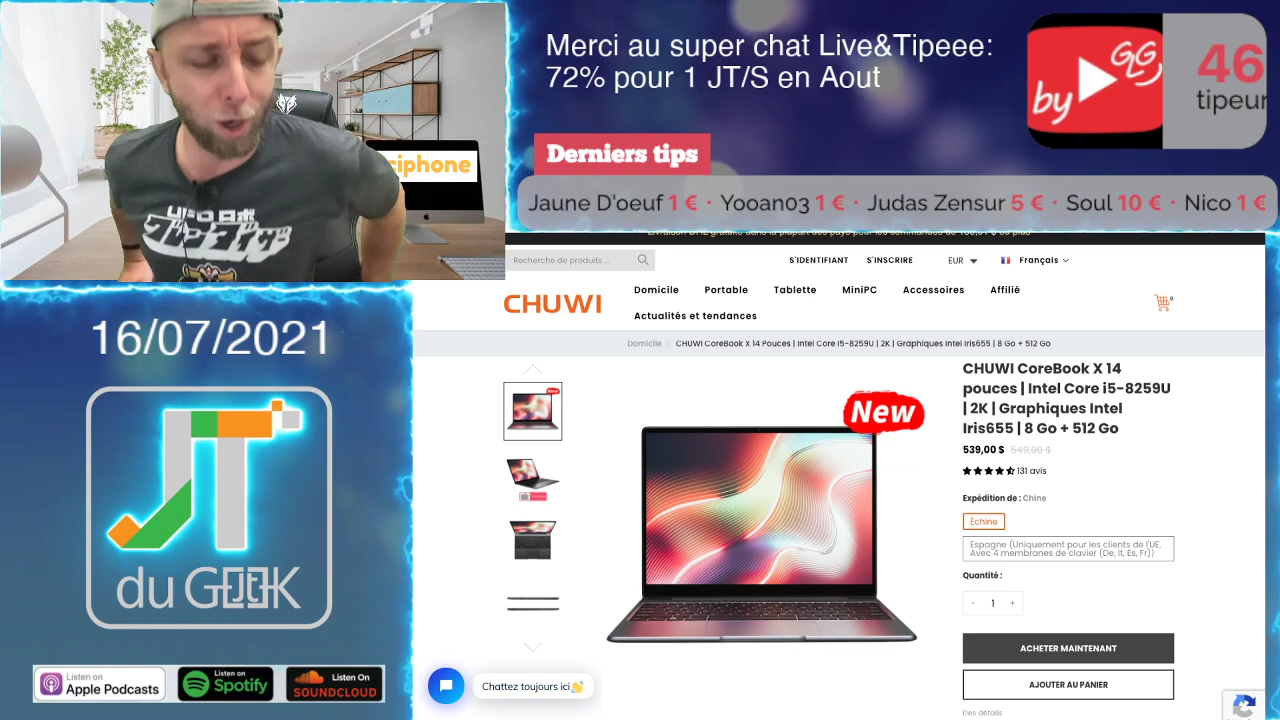 Merci au super chat Live&Tipeee:
72% pour 1 JT/S en Aout
by GLG
46
tipeur
Derniers tips
Jaune D'oeuf 1 € · Yooan03 1 € · Judas Zensur 5 € · Soul 10 € · Nico 1 €
ciphone
16/07/2021
JT
du GEEK
Listen on
Apple Podcasts
Listen on
Spotify
Listen On
SOUNDCLOUD
Recherche de produits ..
S'IDENTIFIANT
S'INSCRIRE
EUR
Français
CHUWI
Domicile
Portable
Tablette
MiniPC
Accessoires
Affilié
0
Actualités et tendances
Domicile > CHUWI CoreBook X 14 Pouces | Intel Core I5-8259U | 2K | Graphiques Intel Iris655 | 8 Go + 512 Go
New
CHUWI CoreBook X 14
pouces | Intel Core i5-8259U
| 2K | Graphiques Intel
Iris655 | 8 Go + 512 Go
539,00 $ 549,00 $
131 avis
Expédition de : Chine
Échine
Espagne (Uniquement pour les clients de l'UE.
Avec 4 membranes de clavier (De, It, Es, Fr))
Quantité :
- 1 +
ACHETER MAINTENANT
AJOUTER AU PANIER
Des détails
Chattez toujours ici